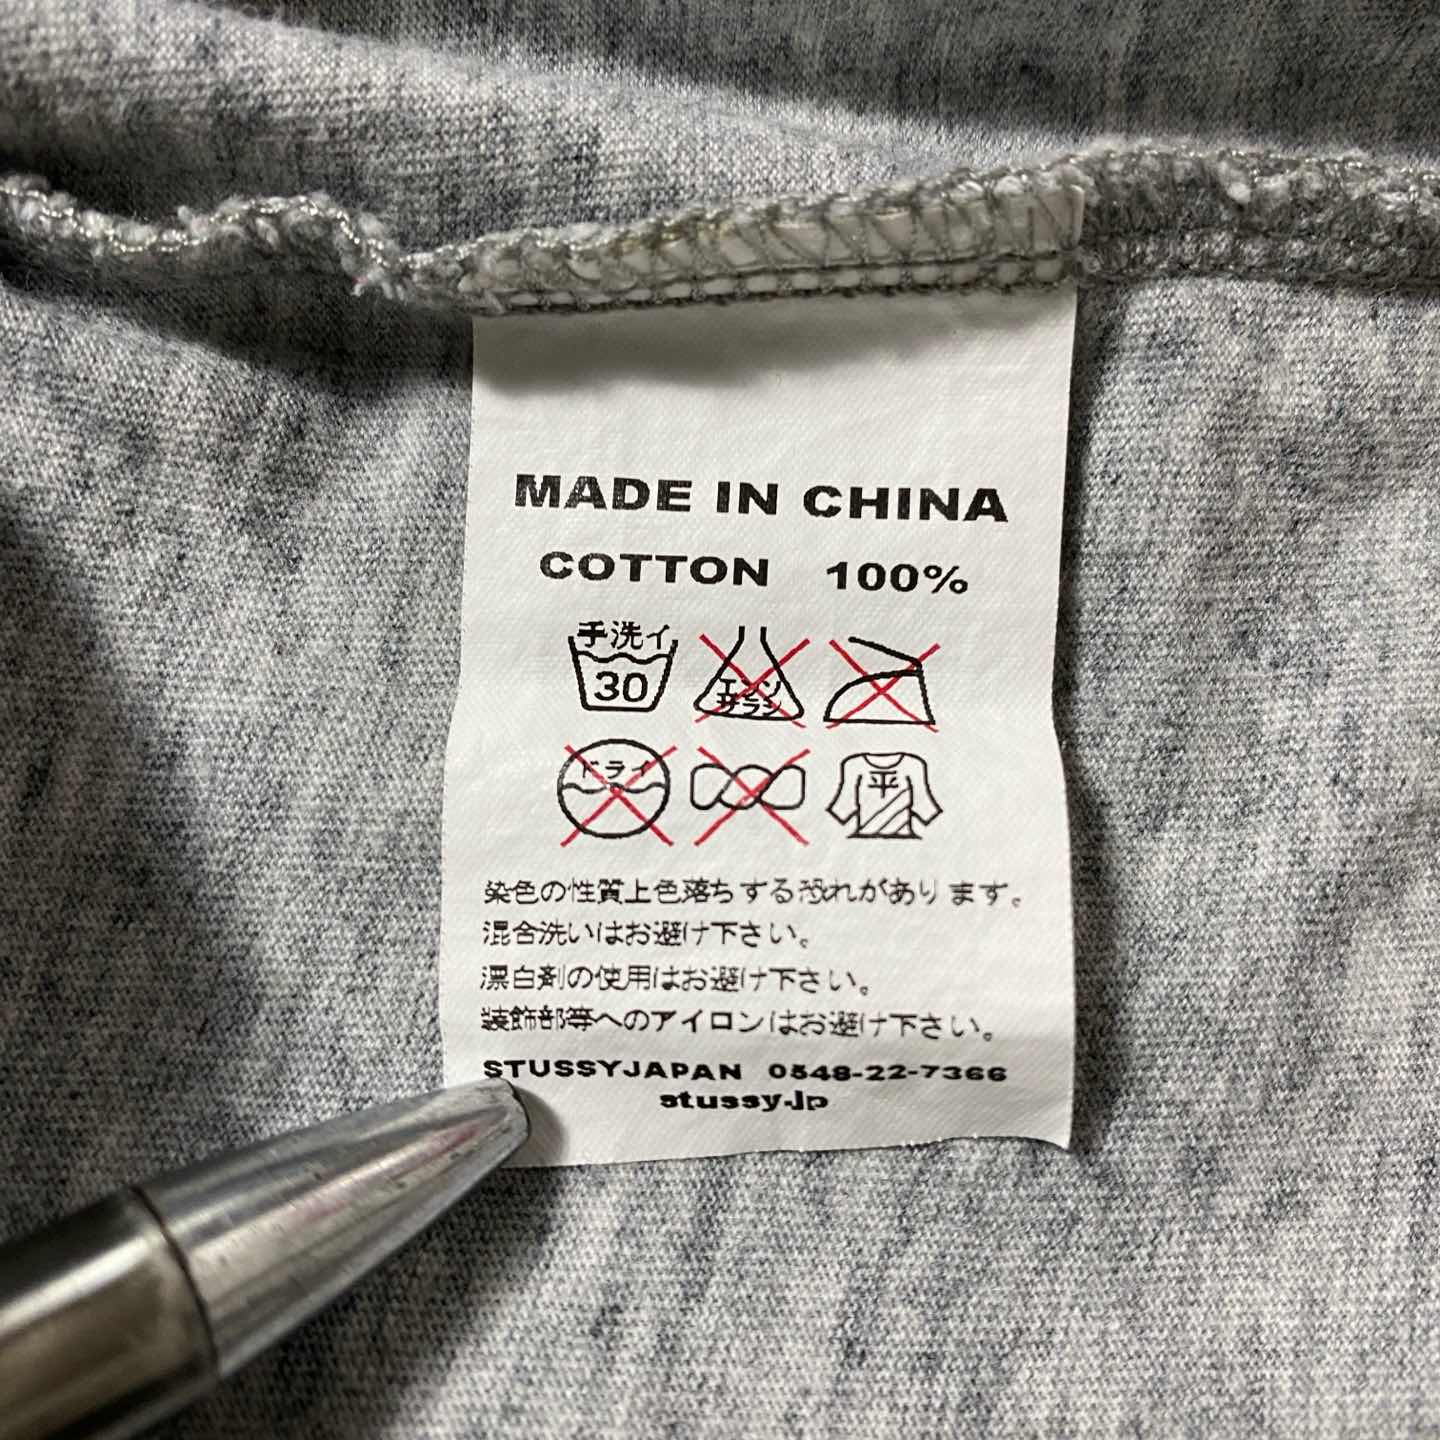 MADE IN CHINA
COTTON 100%
手洗イ
30
エンソ
サラシ
ドライ
平
染色の性質上色落ちする恐れがあります。
混合洗いはお避け下さい。
漂白剤の使用はお避け下さい。
装飾部等へのアイロンはお避け下さい。
STUSSYJAPAN 0548-22-7366
stussy.jp